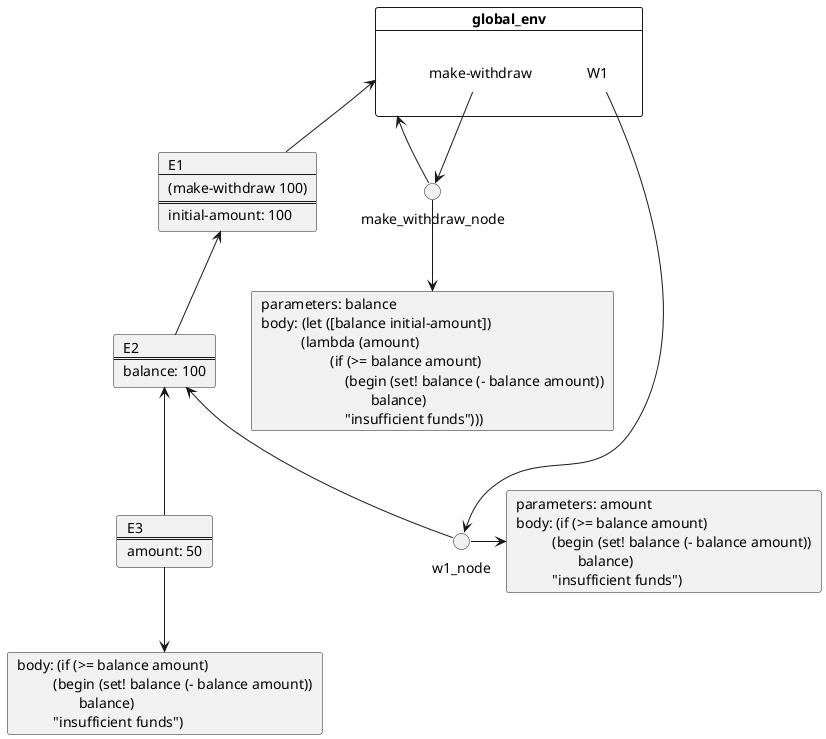 global_env
make-withdraw
W1
E1
(make-withdraw 100)
initial-amount: 100
make_withdraw_node
parameters: balance
body: (let ([balance initial-amount])
(lambda (amount)
(if (>= balance amount)
(begin (set! balance (- balance amount))
balance)
"insufficient funds")))
E2
balance: 100
E3
amount: 50
w1_node
parameters: amount
body: (if (>= balance amount)
(begin (set! balance (- balance amount))
balance)
"insufficient funds")
body: (if (>= balance amount)
(begin (set! balance (- balance amount))
balance)
"insufficient funds")